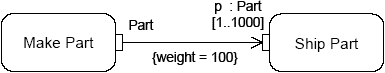 p : Part
Part
[1..1000]
Make Part
Ship Part
{weight = 100}